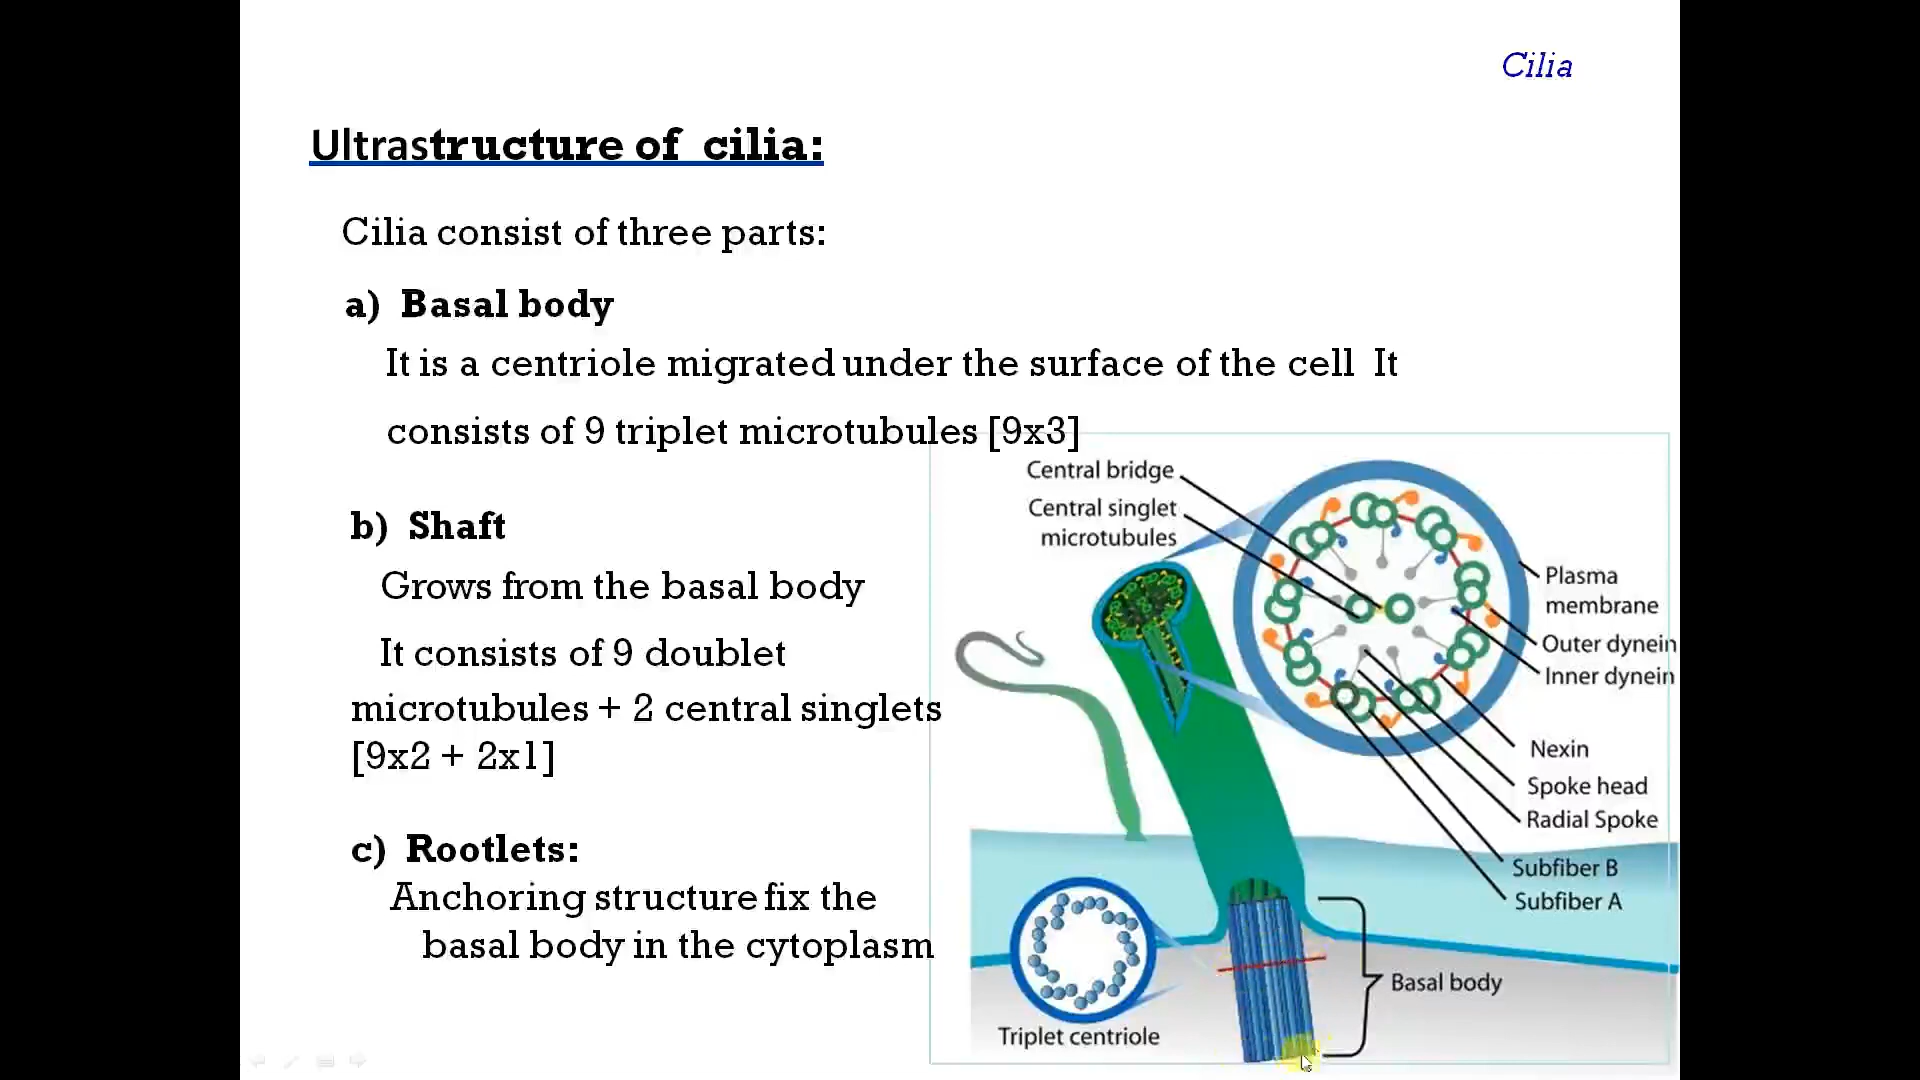 Cilia
Ultrastructure of cilia:
Cilia consist of three parts:
a) Basal body
It is a centriole migrated under the surface of the cell It
consists of 9 triplet microtubules [9x3]
b) Shaft
Grows from the basal body
It consists of 9 doublet
microtubules + 2 central singlets
[9x2 + 2x1]
c) Rootlets:
Anchoring structure fix the
basal body in the cytoplasm
Central bridge
Central singlet
microtubules
Plasma
membrane
Outer dynein
Inner dynein
Nexin
Spoke head
Radial Spoke
Subfiber B
Subfiber A
Basal body
Triplet centriole